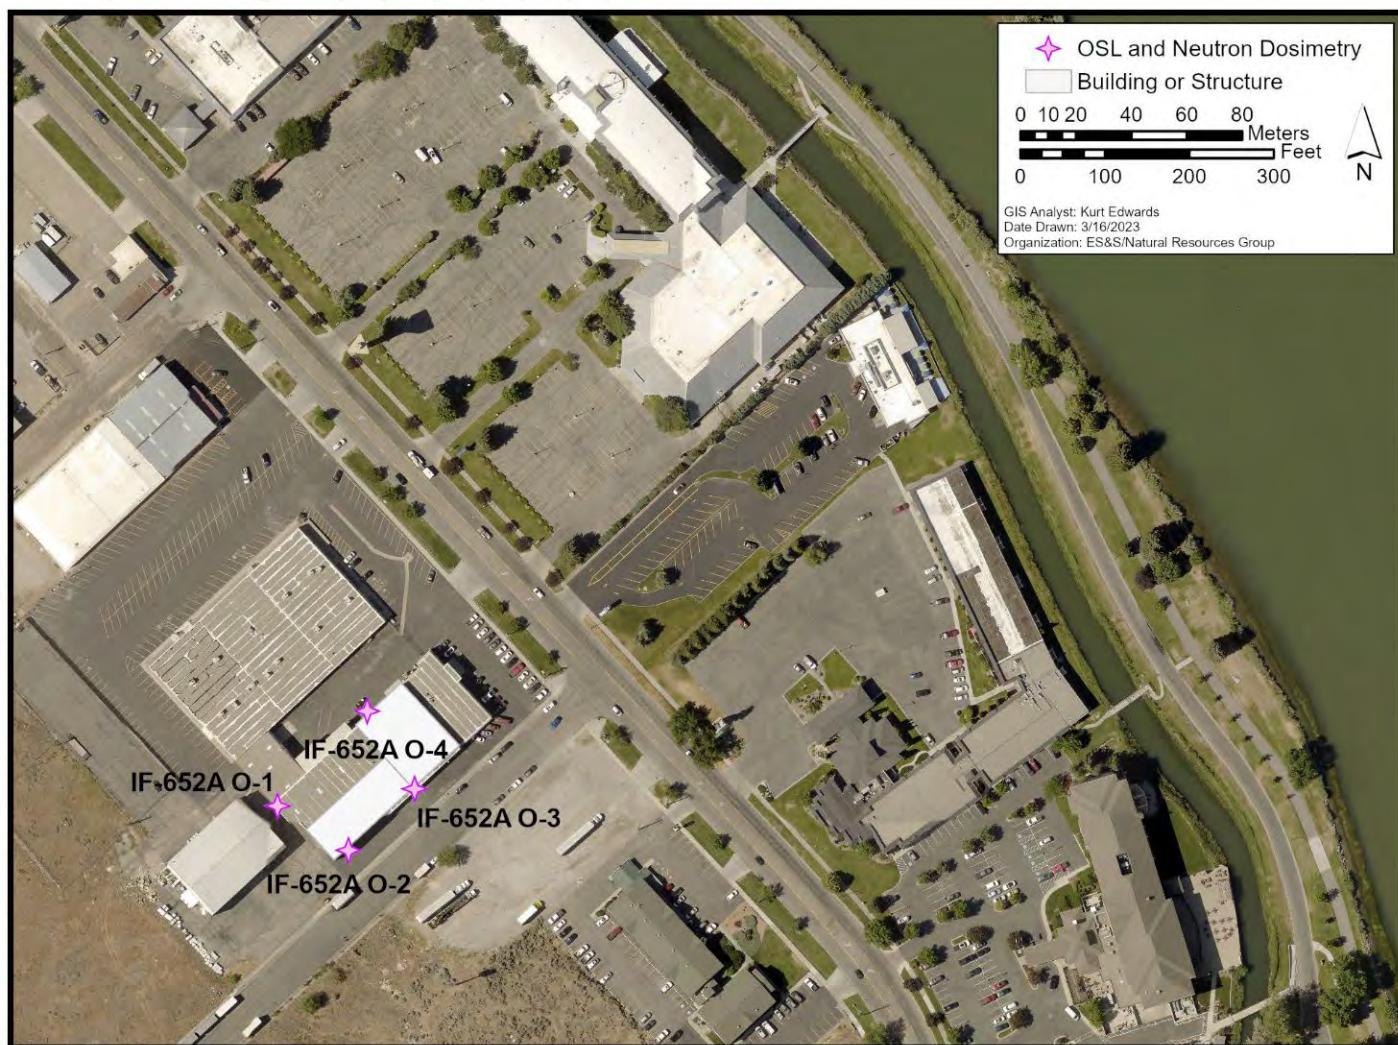 OSL and Neutron Dosimetry
Building or Structure
0 10 20 40 60 80
Meters
Feet
0 100 200 300
N
GIS Analyst: Kurt Edwards
Date Drawn: 3/16/2023
Organization: ES&S/Natural Resources Group
IF-652A O-4
IF-652A O-1
IF-652A O-3
IF-652A O-2